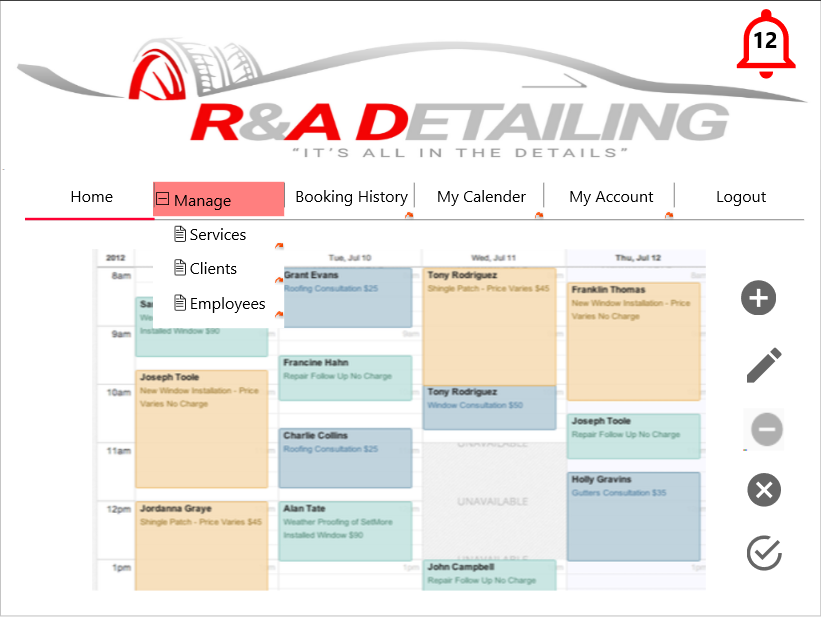 12
R&A DETAILING
"IT'S ALL IN THE DETAILS"
Home
Manage
Booking History
My Calender
My Account
Logout
Services
Clients
Employees
2012
Tue, Jul 10
Wed, Jul 11
Thu, Jul 12
8am
9am
10am
11am
12pm
1pm
Installed Window $90
Joseph Toole
New Window Installation - Price
Varies No Charge
Jordanna Graye
Shingle Patch - Price Varies $45
Grant Evans
Roofing Consultation $25
Francine Hahn
Repair Follow Up No Charge
Charlie Collins
Roofing Consultation $25
Alan Tate
Weather Proofing of SetMore
Installed Window $90
Tony Rodriguez
Shingle Patch - Price Varies $45
Tony Rodriguez
Window Consultation $50
UNAVAILABLE
UNAVAILABLE
UNAVAILABLE
John Campbell
Repair Follow Up No Charge
Franklin Thomas
New Window Installation - Price
Varies No Charge
Joseph Toole
Repair Follow Up No Charge
Holly Gravins
Gutters Consultation $35